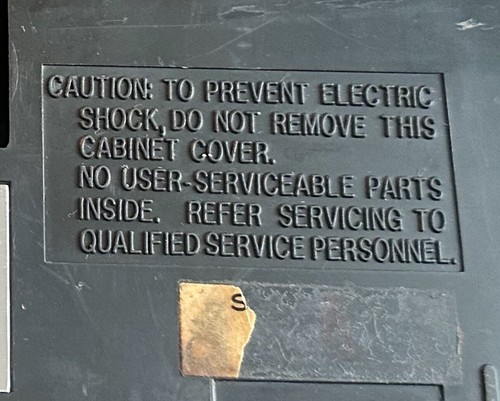 CAUTION: TO PREVENT ELECTRIC
SHOCK, DO NOT REMOVE THIS
CABINET COVER.
NO USER-SERVICEABLE PARTS
INSIDE. REFER SERVICING TO
QUALIFIED SERVICE PERSONNEL.
S